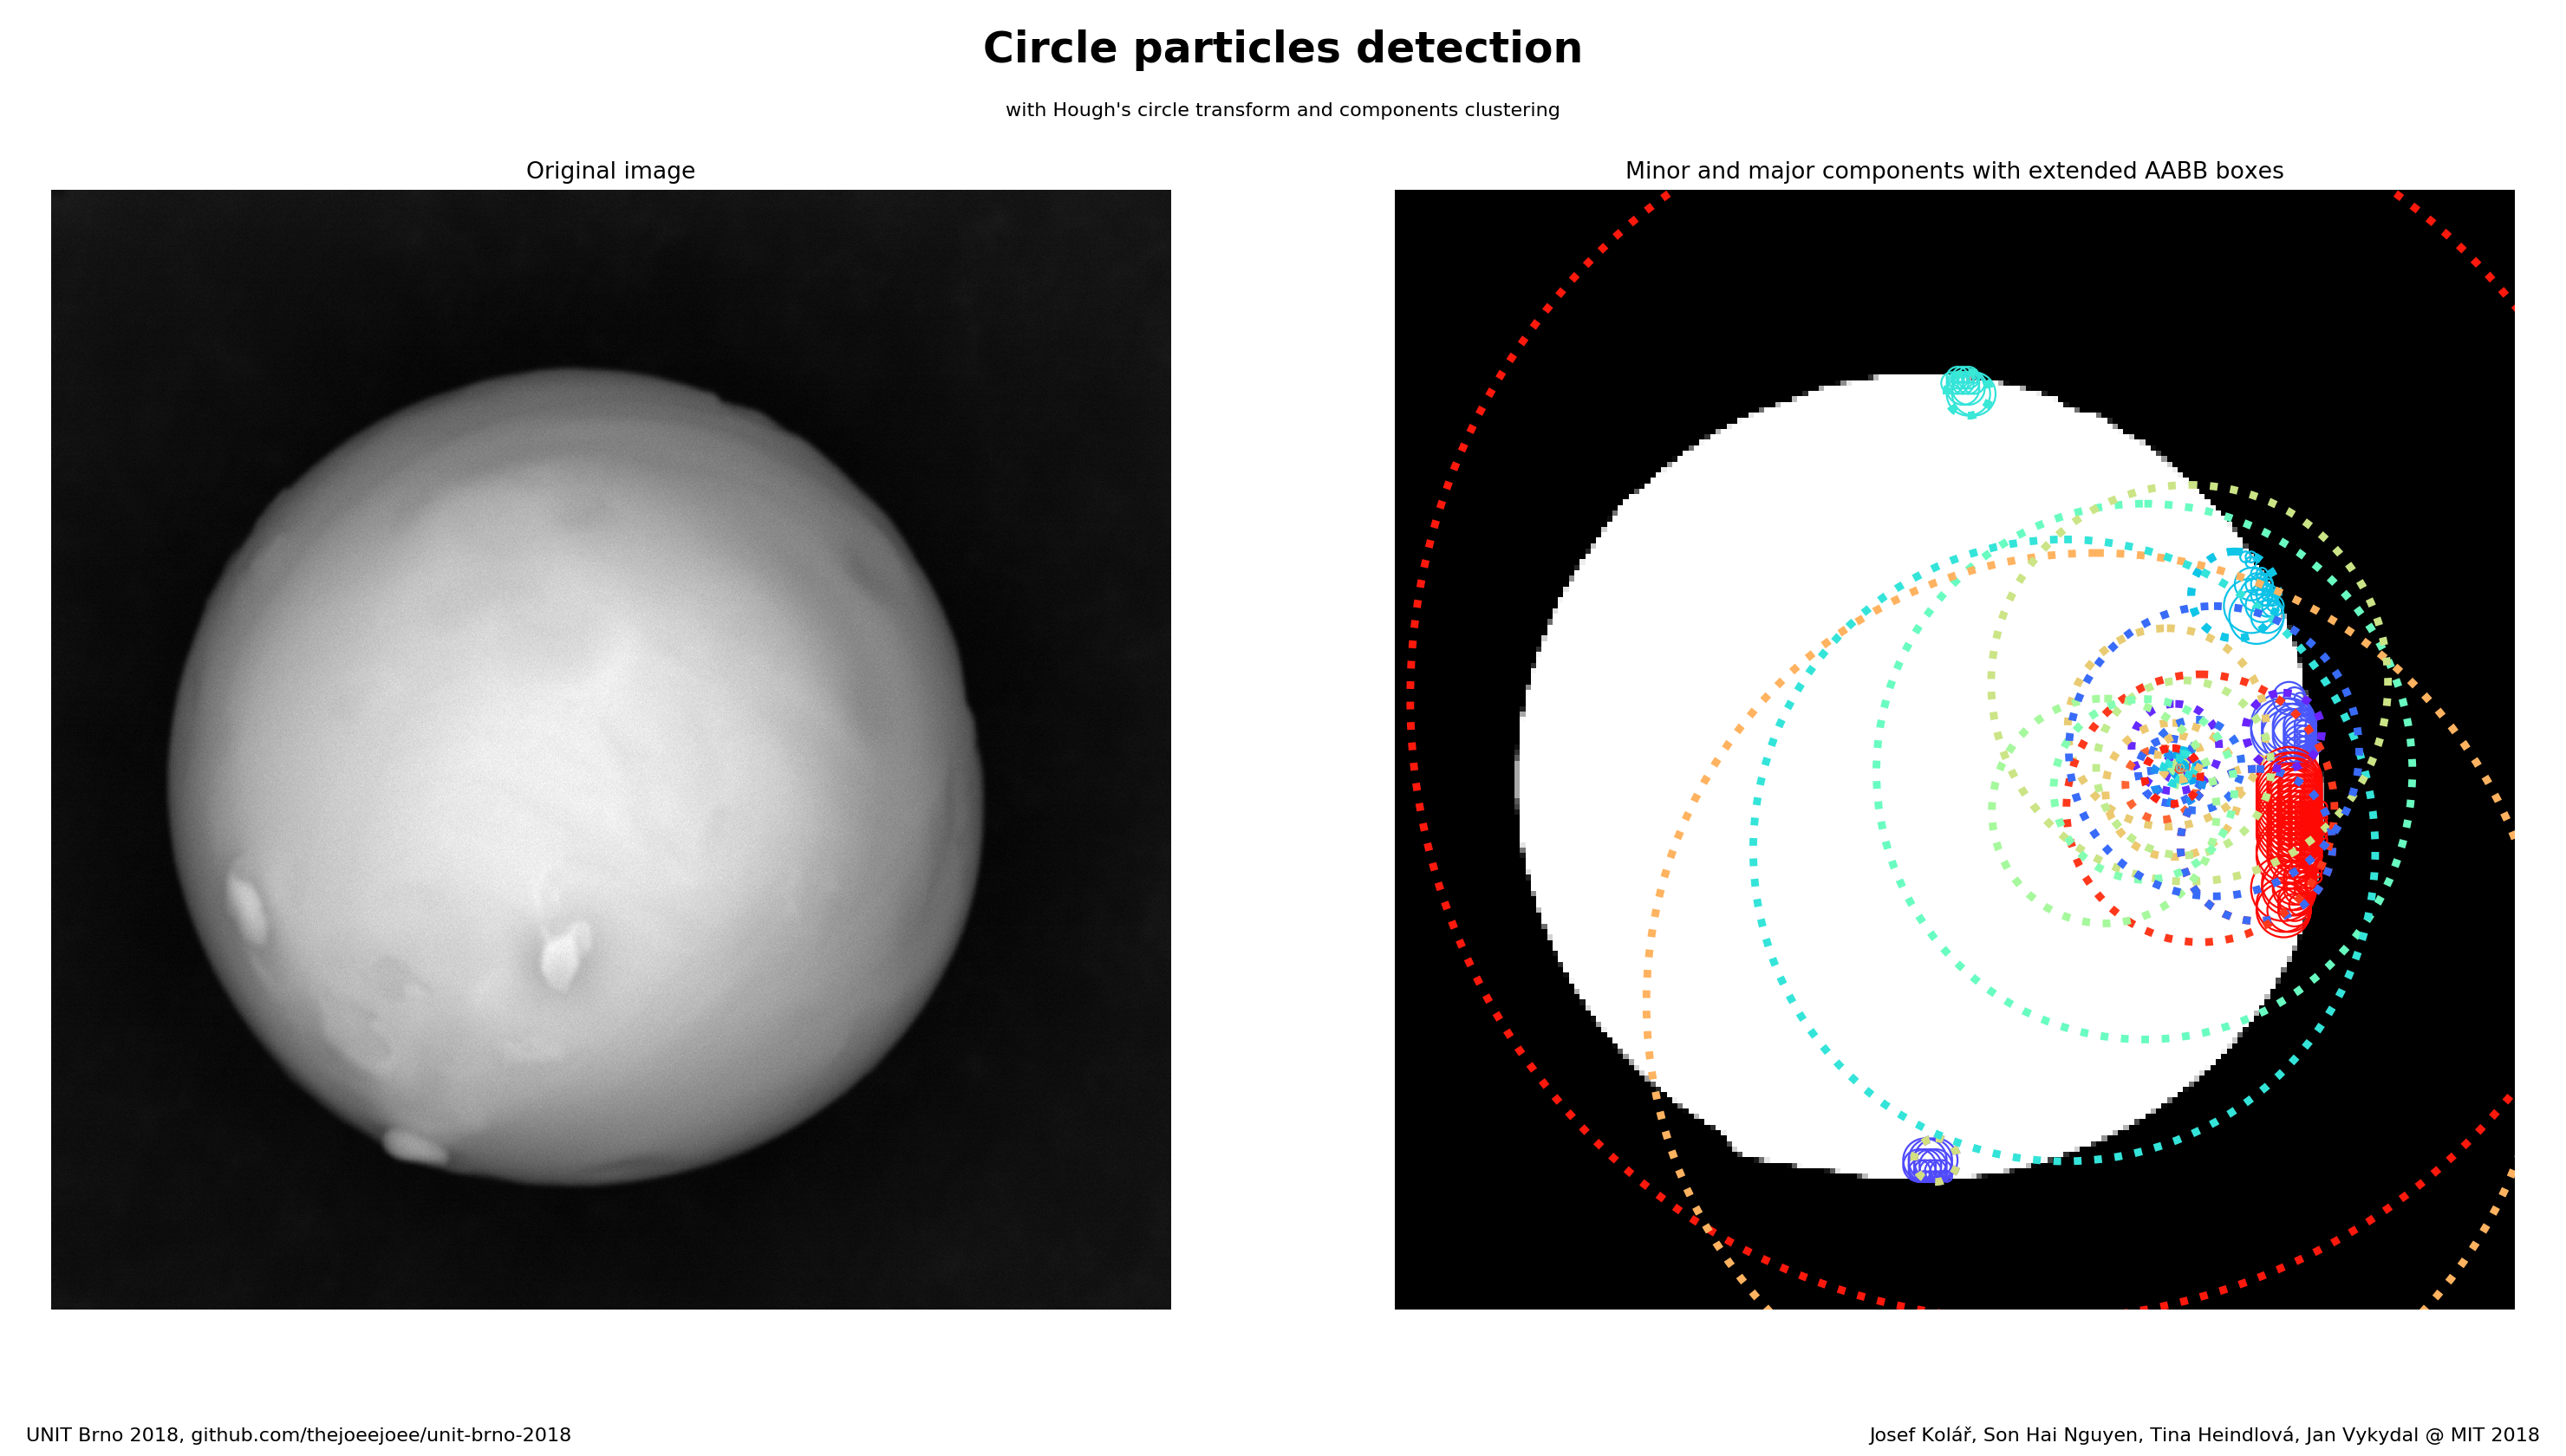 Circle particles detection
with Hough's circle transform and components clustering
Original image
Minor and major components with extended AABB boxes
UNIT Brno 2018, github.com/thejoeejoee/unit-brno-2018
Josef Kolář, Son Hai Nguyen, Tina Heindlová, Jan Vykydal @ MIT 2018